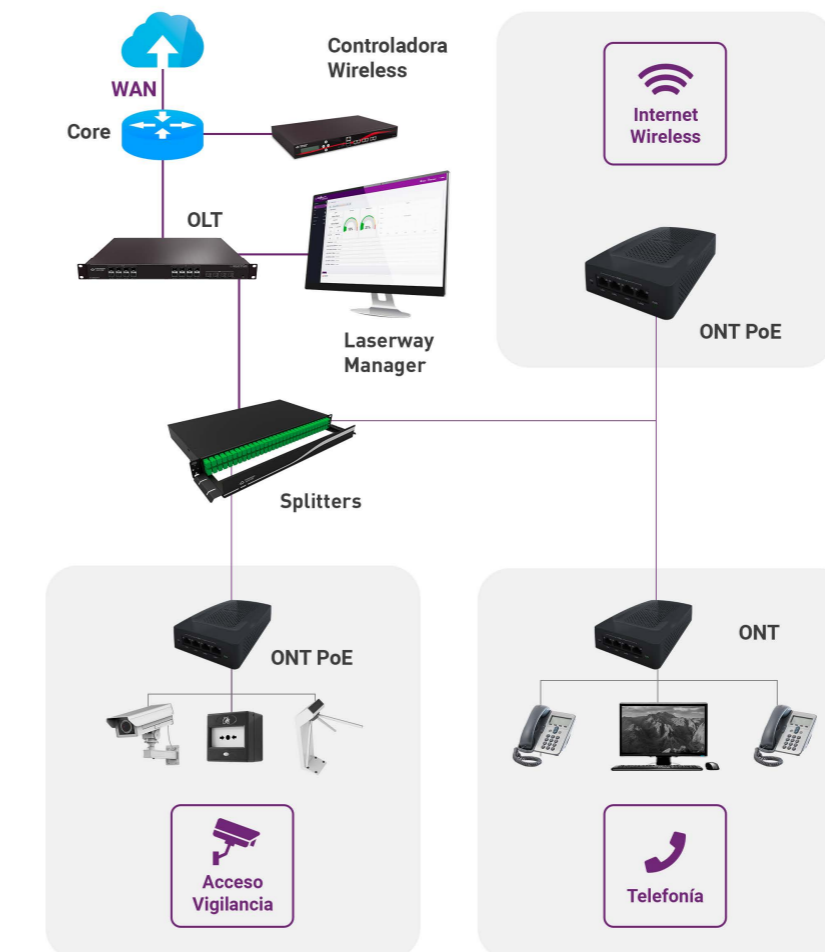 Controladora
Wireless
WAN
Core
OLT
Laserway
Manager
Internet
Wireless
ONT PoE
Splitters
ONT PoE
ONT
Acceso
Vigilancia
Telefonía